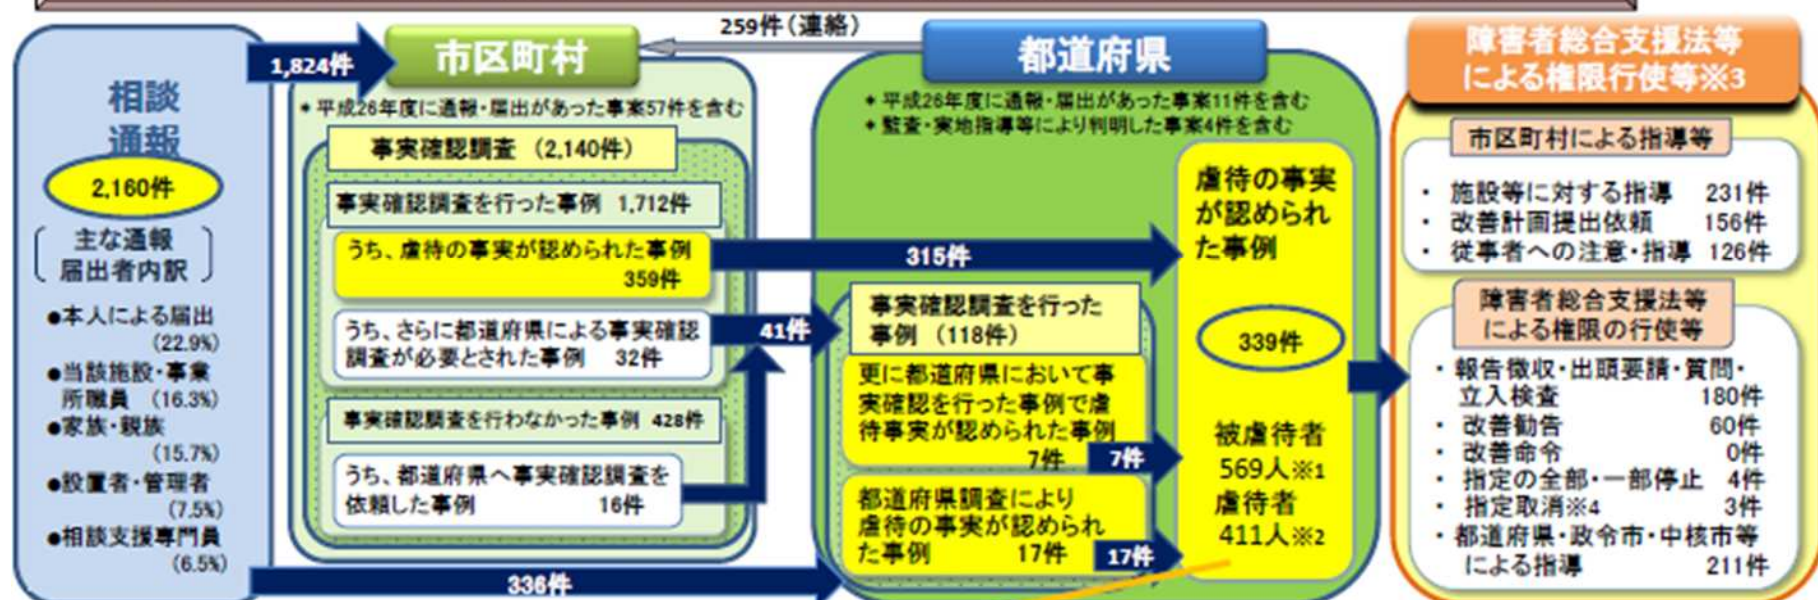 相談
通報
2,160件
主な通報
届出者内訳
●本人による届出
(22.9%)
●当該施設・事業
所職員 (16.3%)
●家族・親族
(15.7%)
●設置者・管理者
(7.5%)
●相談支援専門員
(6.5%)
1,824件
336件
259件(連絡)
市区町村
* 平成26年度に通報・届出があった事案57件を含む
事実確認調査 (2,140件)
事実確認調査を行った事例 1,712件
うち、虐待の事実が認められた事例
359件
うち、さらに都道府県による事実確認
調査が必要とされた事例 32件
事実確認調査を行わなかった事例 428件
うち、都道府県へ事実確認調査を
依頼した事例 16件
315件
41件
都道府県
* 平成26年度に通報・届出があった事案11件を含む
* 監査・実地指導等により判明した事案4件を含む
事実確認調査を行った
事例 (118件)
更に都道府県において事
実確認を行った事例で虐
待事実が認められた事例
7件
7件
都道府県調査により
虐待の事実が認められ
た事例 17件
17件
虐待の事実
が認められ
た事例
339件
被虐待者
569人※1
虐待者
411人※2
障害者総合支援法等
による権限行使等※3
市区町村による指導等
・ 施設等に対する指導 231件
・ 改善計画提出依頼 156件
・ 従事者への注意・指導 126件
障害者総合支援法等
による権限の行使等
・報告徴収・出頭要請・質問・
立入検査 180件
・ 改善勧告 60件
・ 改善命令 0件
・ 指定の全部・一部停止 4件
・ 指定取消※4 3件
・都道府県・政令市・中核市等
による指導 211件